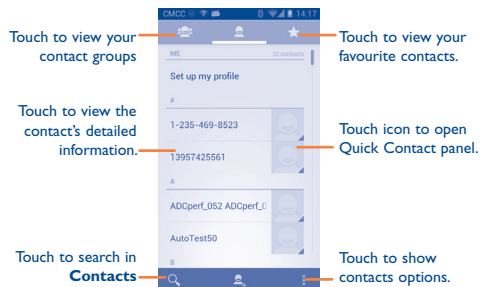 CMCC
14:17
Touch to view your
contact groups
Touch to view your
favourite contacts.
ME
32 contacts
Set up my profile
#
Touch to view the
contact's detailed
information.
1-235-469-8523
13957425561
Touch icon to open
Quick Contact panel.
A
ADCperf_052 ADCperf_0
AutoTest50
B
Touch to search in
Contacts
Touch to show
contacts options.